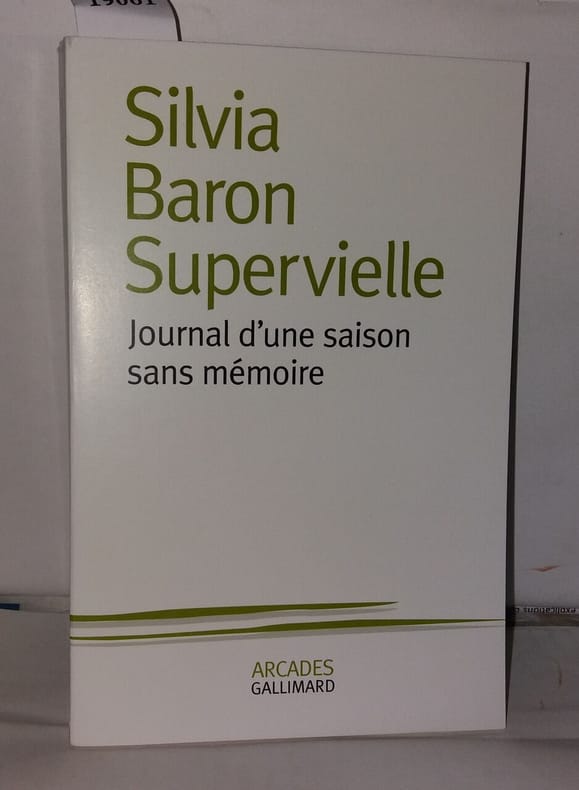 Silvia
Baron
Supervielle
Journal d'une saison
sans mémoire
ARCADES
GALLIMARD